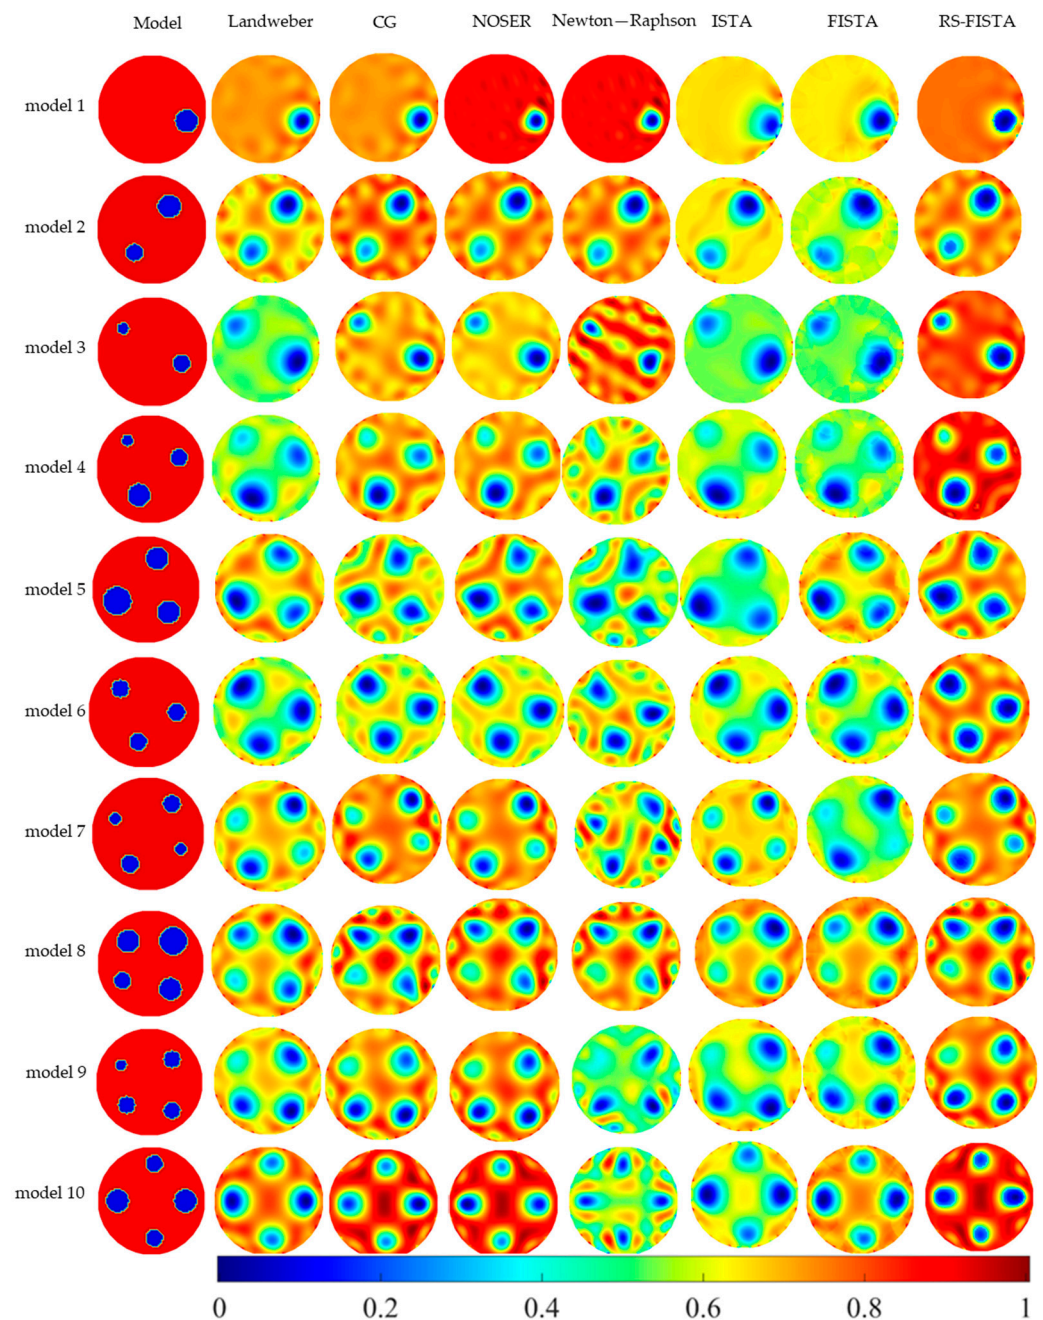 Model Landweber CG NOSER Newton—Raphson ISTA FISTA RS-FISTA
model 1
model 2
model 3
model 4
model 5
model 6
model 7
model 8
model 9
model 10
0 0.2 0.4 0.6 0.8 1